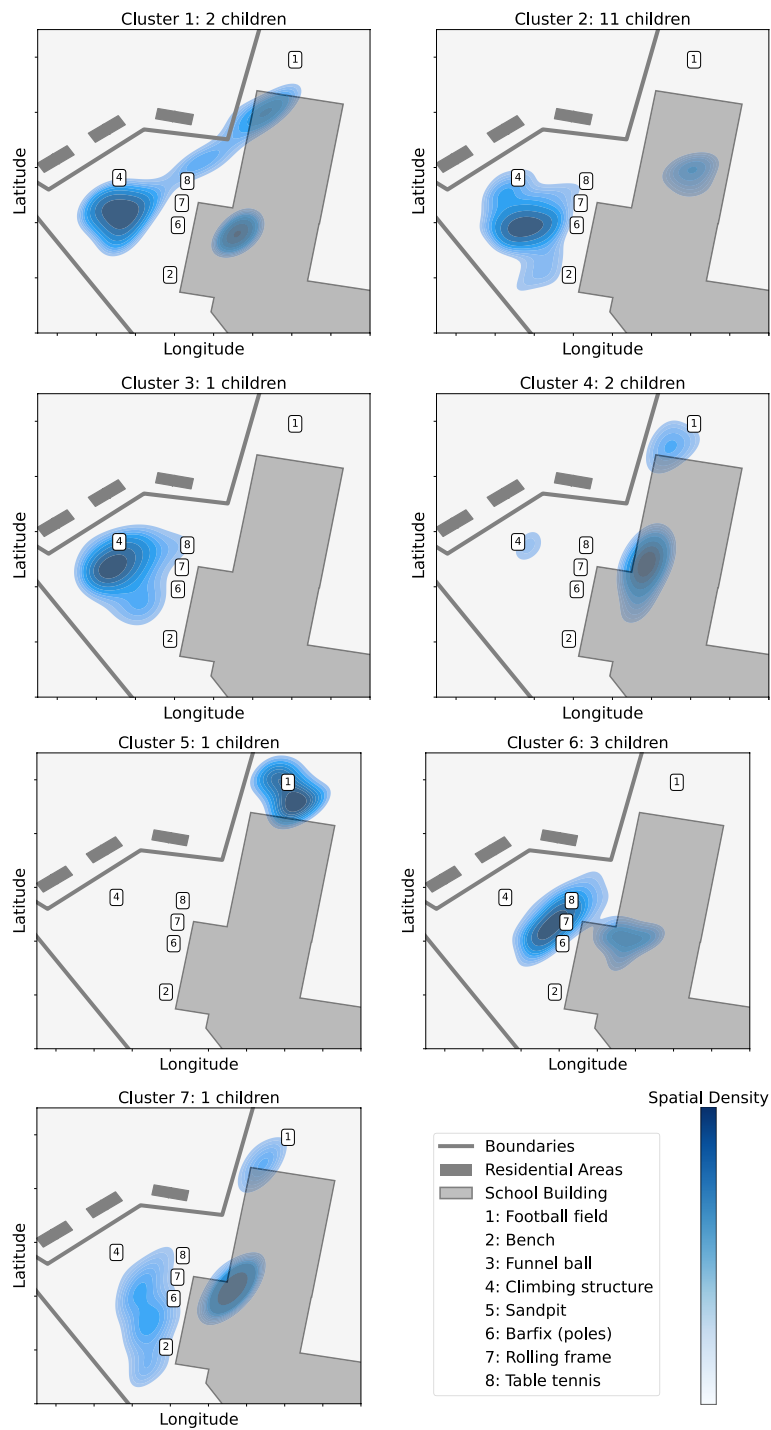 Cluster 1: 2 children
1
4
8
7
6
2
Latitude
Longitude
Cluster 2: 11 children
1
4
8
7
6
2
Latitude
Longitude
Cluster 3: 1 children
1
4
8
7
6
2
Latitude
Longitude
Cluster 4: 2 children
1
4
8
7
6
2
Latitude
Longitude
Cluster 5: 1 children
1
4
8
7
6
2
Latitude
Longitude
Cluster 6: 3 children
1
4
8
7
6
2
Latitude
Longitude
Cluster 7: 1 children
1
4
8
7
6
2
Latitude
Longitude
Spatial Density
Boundaries
Residential Areas
School Building
1: Football field
2: Bench
3: Funnel ball
4: Climbing structure
5: Sandpit
6: Barfix (poles)
7: Rolling frame
8: Table tennis